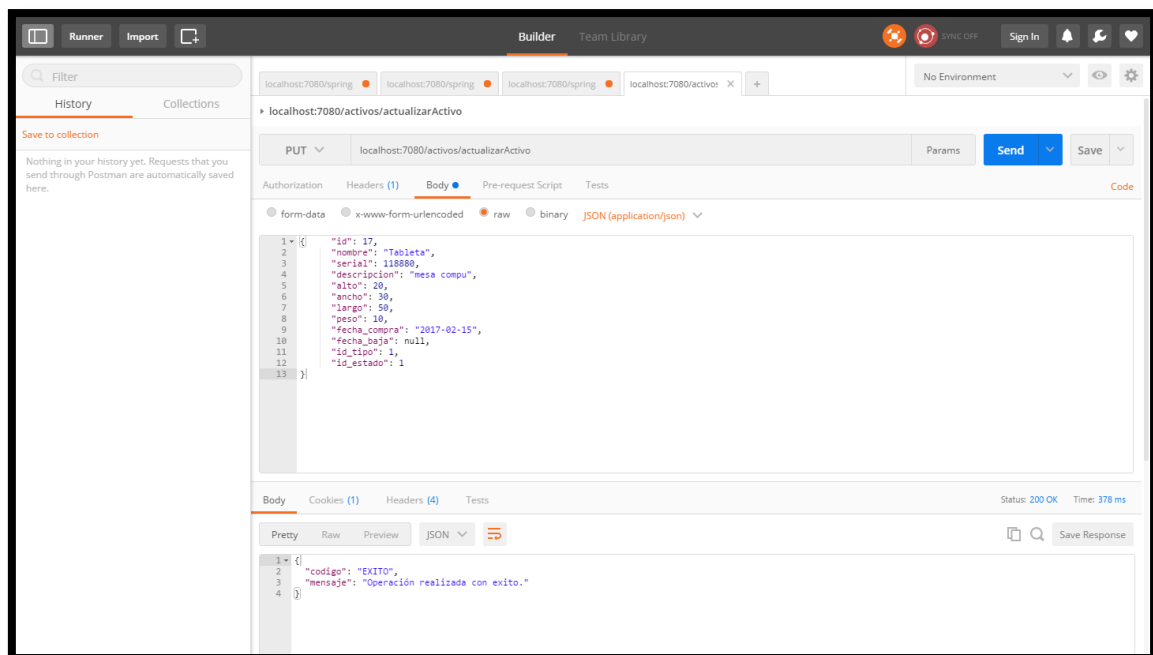 Runner Import Builder Team Library SYNC OFF Sign In
Filter
History Collections
Save to collection
Nothing in your history yet. Requests that you
send through Postman are automatically saved
here.
localhost:7080/spring localhost:7080/spring localhost:7080/spring localhost:7080/activos × + No Environment
localhost:7080/activos/actualizarActivo
PUT localhost:7080/activos/actualizarActivo Params Send Save
Authorization Headers (1) Body Pre-request Script Tests Code
form-data x-www-form-urlencoded raw binary JSON (application/json)
1 { "id": 17,
2 "nombre": "Tableta",
3 "serial": 118880,
4 "descripcion": "mesa compu",
5 "alto": 20,
6 "ancho": 30,
7 "largo": 50,
8 "peso": 10,
9 "fecha_compra": "2017-02-15",
10 "fecha_baja": null,
11 "id_tipo": 1,
12 "id_estado": 1
13 }
Body Cookies (1) Headers (4) Tests Status: 200 OK Time: 378 ms
Pretty Raw Preview JSON Save Response
1 {
2 "codigo": "EXITO",
3 "mensaje": "Operación realizada con exito."
4 }